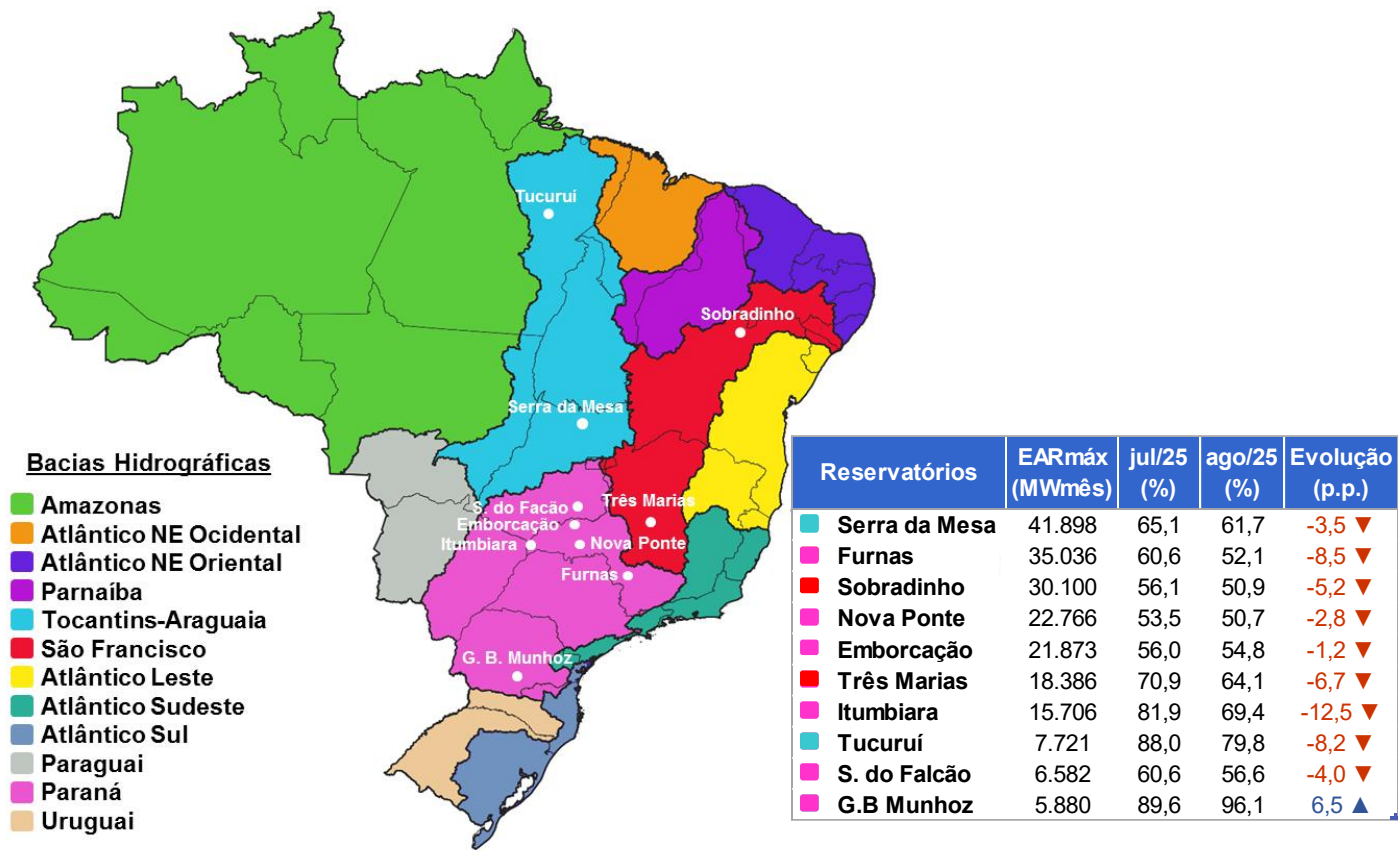 Tucuruí
Sobradinho
Serra da Mesa
Três Marias
S. do Facão
Emborcação
Itumbiara
Nova Ponte
Furnas
G. B. Munhoz
Bacias Hidrográficas
Amazonas
Atlântico NE Ocidental
Atlântico NE Oriental
Parnaíba
Tocantins-Araguaia
São Francisco
Atlântico Leste
Atlântico Sudeste
Atlântico Sul
Paraguai
Paraná
Uruguai
Reservatórios EARmáx (MWmês) jul/25 (%) ago/25 (%) Evolução (p.p.)
Serra da Mesa 41.898 65,1 61,7 -3,5 ▼
Furnas 35.036 60,6 52,1 -8,5 ▼
Sobradinho 30.100 56,1 50,9 -5,2 ▼
Nova Ponte 22.766 53,5 50,7 -2,8 ▼
Emborcação 21.873 56,0 54,8 -1,2 ▼
Três Marias 18.386 70,9 64,1 -6,7 ▼
Itumbiara 15.706 81,9 69,4 -12,5 ▼
Tucuruí 7.721 88,0 79,8 -8,2 ▼
S. do Falcão 6.582 60,6 56,6 -4,0 ▼
G.B Munhoz 5.880 89,6 96,1 6,5 ▲